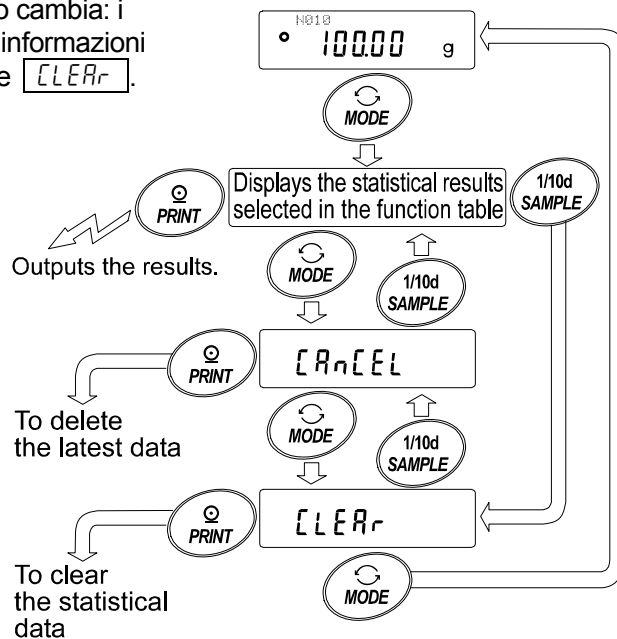 o cambia: i
informazioni
e CLEAr.
N010
100.00 g
MODE
Displays the statistical results
selected in the function table
PRINT
1/10d
SAMPLE
Outputs the results.
MODE
1/10d
SAMPLE
PRINT
CAnCEL
To delete
the latest data
MODE
1/10d
SAMPLE
PRINT
CLEAr
To clear
the statistical
data
MODE